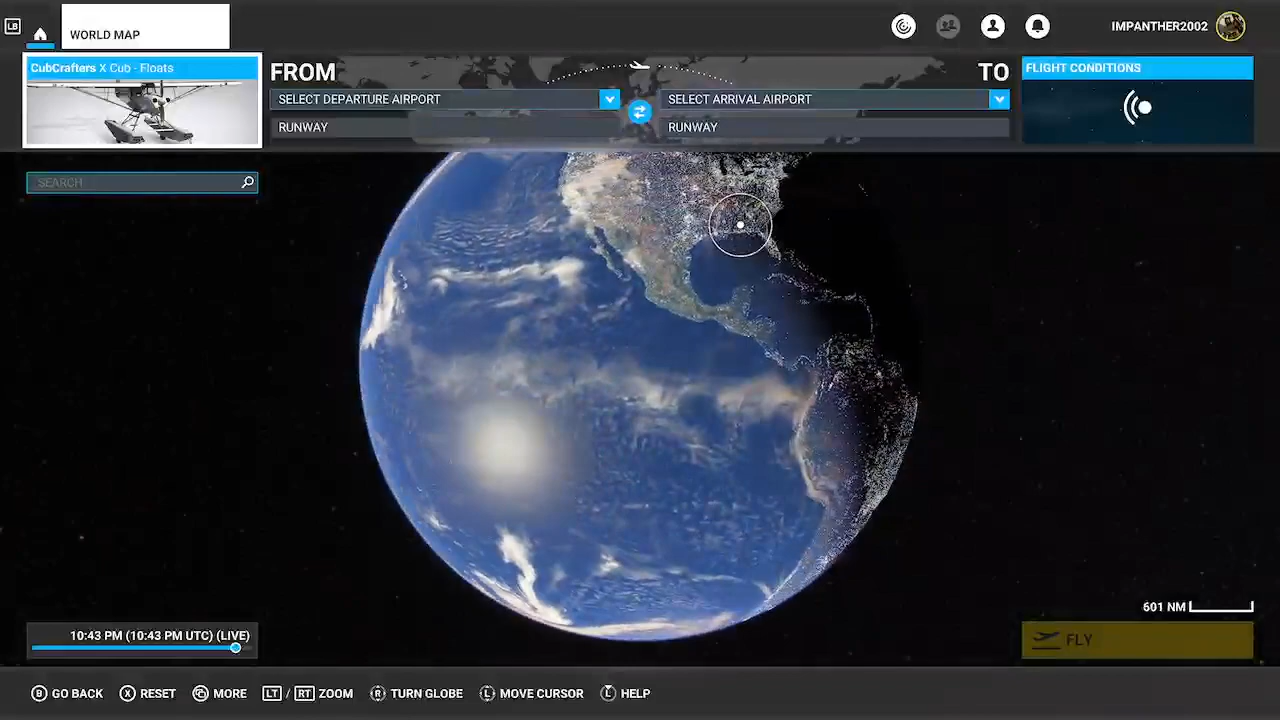 LB
WORLD MAP
IMPANTHER2002
CubCrafters X Cub - Floats
FROM
TO
SELECT DEPARTURE AIRPORT
SELECT ARRIVAL AIRPORT
RUNWAY
RUNWAY
FLIGHT CONDITIONS
SEARCH
601 NM
10:43 PM (10:43 PM UTC) (LIVE)
FLY
B GO BACK
X RESET
MORE
LT / RT ZOOM
R TURN GLOBE
L MOVE CURSOR
L HELP